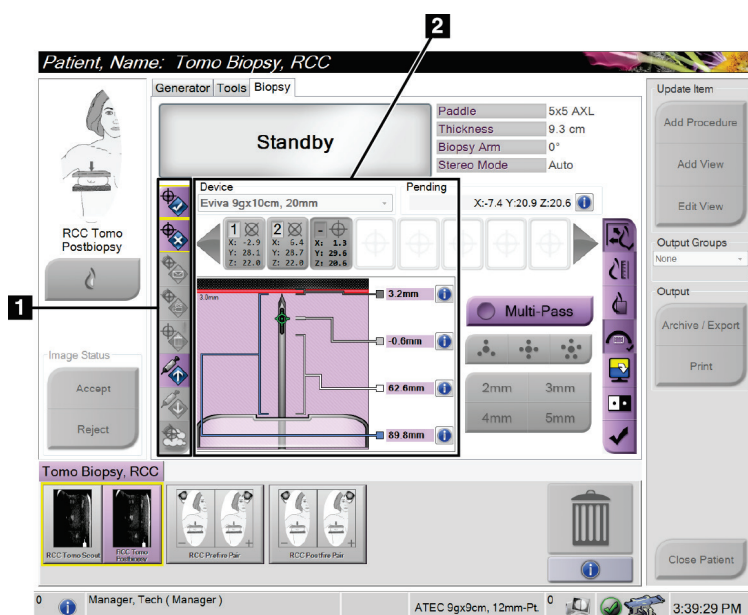 2
Patient, Name: Tomo Biopsy, RCC
Generator Tools Biopsy
Standby
Paddle 5x5 AXL
Thickness 9.3 cm
Biopsy Arm 0°
Stereo Mode Auto
Update Item
Add Procedure
Add View
Edit View
Output Groups
None
Output
Archive / Export
Print
Close Patient
RCC Tomo
Postbiopsy
Image Status
Accept
Reject
1
Device Pending
Eviva 9gx10cm, 20mm X:-7.4 Y:20.9 Z:20.6
1 2 -
X: -2.9 X: 6.4 X: 1.3
Y: 28.1 Y: 28.7 Y: 29.6
Z: 22.0 Z: 22.0 Z: 20.6
3.0mm
3.2mm
-0.6mm
62.6mm
89.8mm
Multi-Pass
2mm 3mm
4mm 5mm
Tomo Biopsy, RCC
RCC Tomo Scout
RCC Tomo
Postbiopsy
RCC Prefire Pair
RCC Postfire Pair
0 Manager, Tech ( Manager ) ATEC 9gx9cm, 12mm-Pt. 0 3:39:29 PM